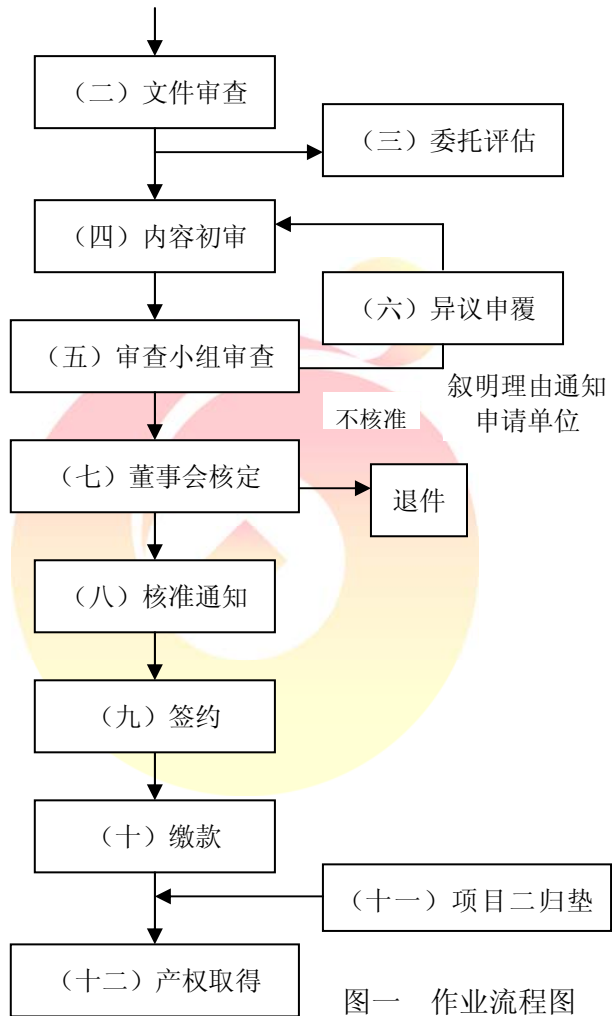 （二）文件审查
（三）委托评估
（四）内容初审
（六）异议申覆
（五）审查小组审查
叙明理由通知
申请单位
不核准
（七）董事会核定
退件
（八）核准通知
（九）签约
（十）缴款
（十一）项目二归垫
（十二）产权取得
图一　作业流程图